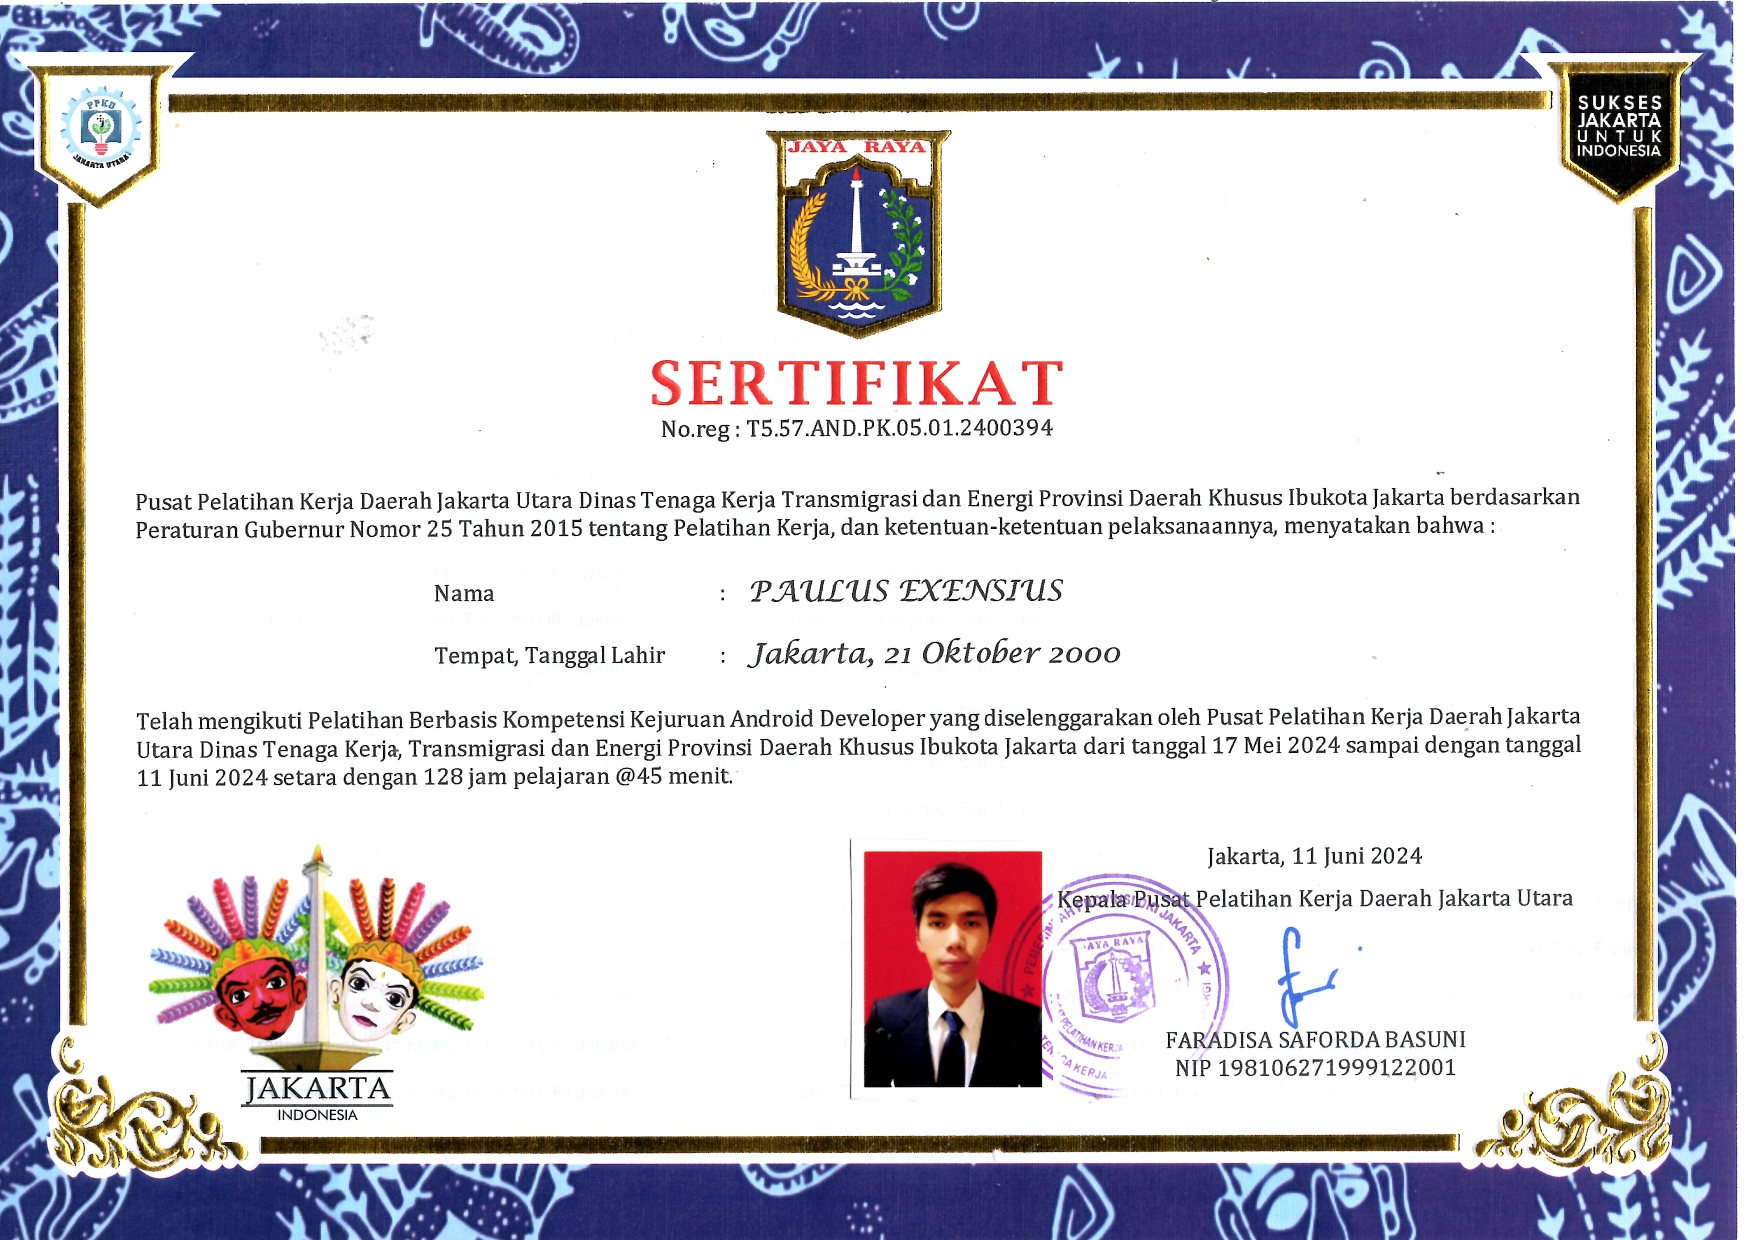 PPKD
JAKARTA UTARA
SUKSES
JAKARTA
UNTUK
INDONESIA
JAYA RAYA
SERTIFIKAT
No.reg : T5.57.AND.PK.05.01.2400394
Pusat Pelatihan Kerja Daerah Jakarta Utara Dinas Tenaga Kerja Transmigrasi dan Energi Provinsi Daerah Khusus Ibukota Jakarta berdasarkan
Peraturan Gubernur Nomor 25 Tahun 2015 tentang Pelatihan Kerja, dan ketentuan-ketentuan pelaksanaannya, menyatakan bahwa :
Nama : PAULUS EXENSIUS
Tempat, Tanggal Lahir : Jakarta, 21 Oktober 2000
Telah mengikuti Pelatihan Berbasis Kompetensi Kejuruan Android Developer yang diselenggarakan oleh Pusat Pelatihan Kerja Daerah Jakarta
Utara Dinas Tenaga Kerja, Transmigrasi dan Energi Provinsi Daerah Khusus Ibukota Jakarta dari tanggal 17 Mei 2024 sampai dengan tanggal
11 Juni 2024 setara dengan 128 jam pelajaran @45 menit.
Jakarta, 11 Juni 2024
Kepala Pusat Pelatihan Kerja Daerah Jakarta Utara
PROVINSI DKI JAKARTA
JAYA RAYA
PELATIHAN KERJA
KERJA
FARADISA SAFORDA BASUNI
NIP 198106271999122001
JAKARTA
INDONESIA